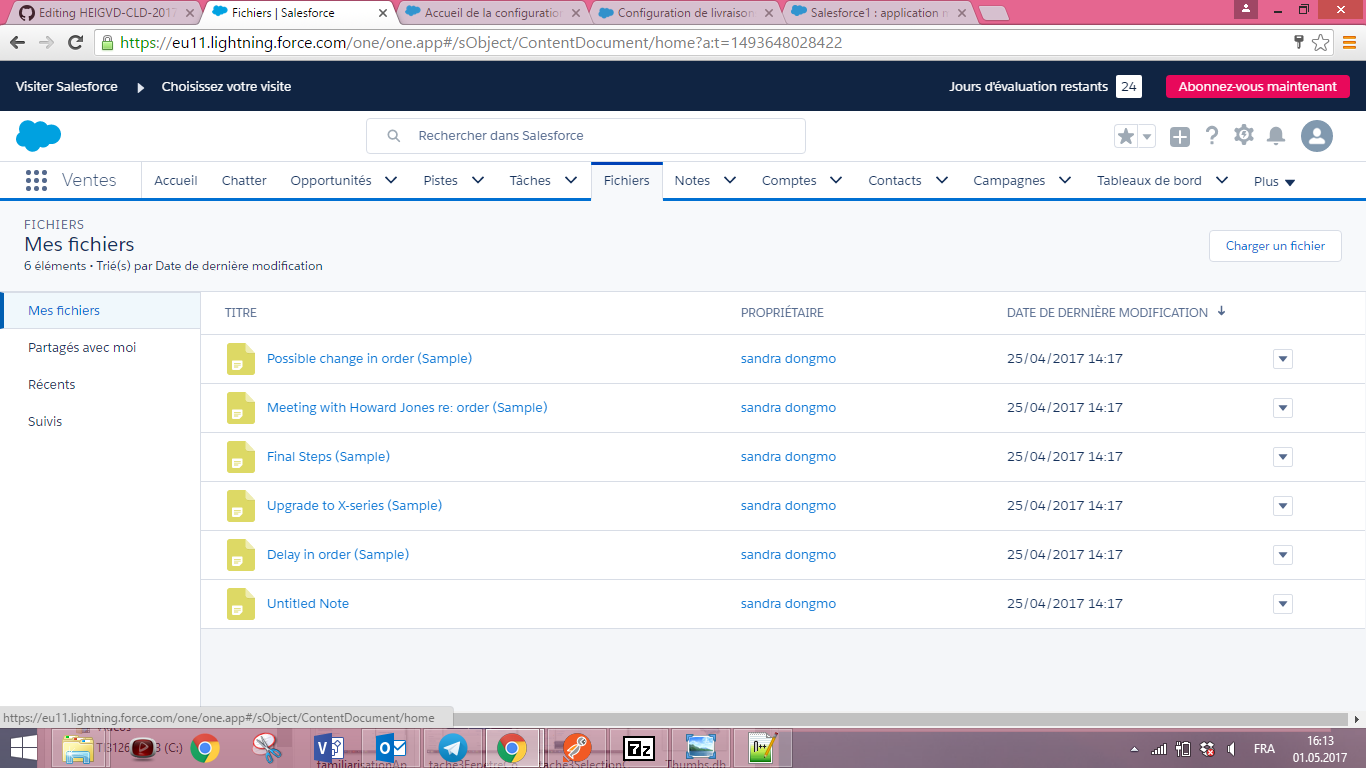 Editing HEIGVD-CLD-2017
Fichiers | Salesforce
Accueil de la configuration
Configuration de livraison
Salesforce1 : application m
https://eu11.lightning.force.com/one/one.app#/sObject/ContentDocument/home?a:t=1493648028422
Visiter Salesforce
Choisissez votre visite
Jours d'évaluation restants 24
Abonnez-vous maintenant
Rechercher dans Salesforce
Ventes
Accueil
Chatter
Opportunités
Pistes
Tâches
Fichiers
Notes
Comptes
Contacts
Campagnes
Tableaux de bord
Plus
FICHIERS
Mes fichiers
6 éléments • Trié(s) par Date de dernière modification
Charger un fichier
Mes fichiers
Partagés avec moi
Récents
Suivis
TITRE PROPRIÉTAIRE DATE DE DERNIÈRE MODIFICATION
Possible change in order (Sample) sandra dongmo 25/04/2017 14:17
Meeting with Howard Jones re: order (Sample) sandra dongmo 25/04/2017 14:17
Final Steps (Sample) sandra dongmo 25/04/2017 14:17
Upgrade to X-series (Sample) sandra dongmo 25/04/2017 14:17
Delay in order (Sample) sandra dongmo 25/04/2017 14:17
Untitled Note sandra dongmo 25/04/2017 14:17
https://eu11.lightning.force.com/one/one.app#/sObject/ContentDocument/home
(C:)
Thumbs.db
FRA
16:13
01.05.2017